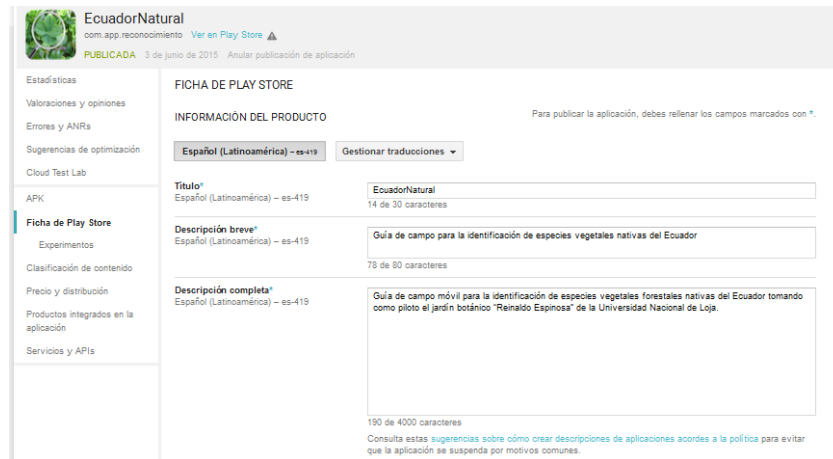 EcuadorNatural
com.app.reconocimiento Ver en Play Store
PUBLICADA 3 de junio de 2015 Anular publicación de aplicación
Estadísticas
Valoraciones y opiniones
Errores y ANRs
Sugerencias de optimización
Cloud Test Lab
APK
Ficha de Play Store
Experimentos
Clasificación de contenido
Precio y distribución
Productos integrados en la
aplicación
Servicios y APIs
FICHA DE PLAY STORE
INFORMACIÓN DEL PRODUCTO
Para publicar la aplicación, debes rellenar los campos marcados con *.
Español (Latinoamérica) – es-419 Gestionar traducciones
Título*
Español (Latinoamérica) – es-419
EcuadorNatural
14 de 30 caracteres
Descripción breve*
Español (Latinoamérica) – es-419
Guía de campo para la identificación de especies vegetales nativas del Ecuador
78 de 80 caracteres
Descripción completa*
Español (Latinoamérica) – es-419
Guía de campo móvil para la identificación de especies vegetales forestales nativas del Ecuador tomando
como piloto el jardín botánico "Reinaldo Espinosa" de la Universidad Nacional de Loja.
190 de 4000 caracteres
Consulta estas sugerencias sobre cómo crear descripciones de aplicaciones acordes a la política para evitar
que la aplicación se suspenda por motivos comunes.